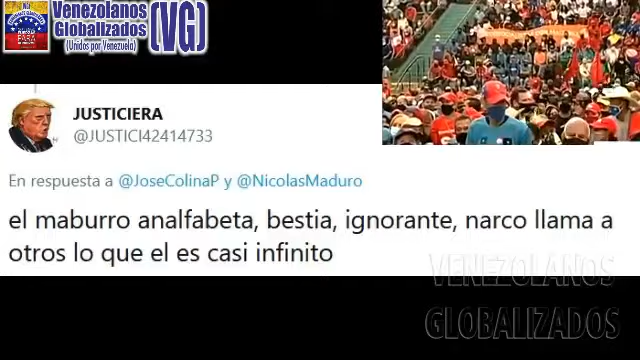 Venezolanos
Globalizados
(Unidos por Venezuela)
(VG)
JUSTICIERA
@JUSTICI42414733
En respuesta a @JoseColinaP y @NicolasMaduro
el maburro analfabeta, bestia, ignorante, narco llama a
otros lo que el es casi infinito
VENEZOLANOS
GLOBALIZADOS